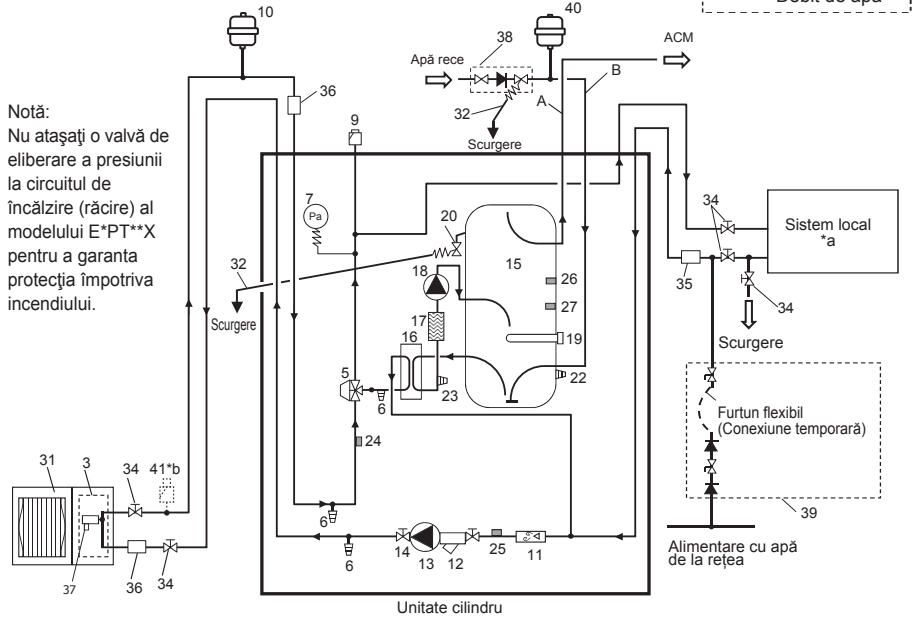 Debit de apă
10
40
38
ACM
Apă rece
B
36
A
Notă:
Nu atașați o valvă de
eliberare a presiunii
la circuitul de
încălzire (răcire) al
modelului E*PT**X
pentru a garanta
protecția împotriva
incendiului.
9
32
Scurgere
7
Pa
20
34
Sistem local
*a
15
32
18
26
35
27
34
Scurgere
17
19
Scurgere
16
5
22
23
6
Furtun flexibil
(Conexiune temporară)
24
31
3
34
41*b
6
39
14
25
11
6
13
12
37
36
34
Alimentare cu apă
de la rețea
Unitate cilindru